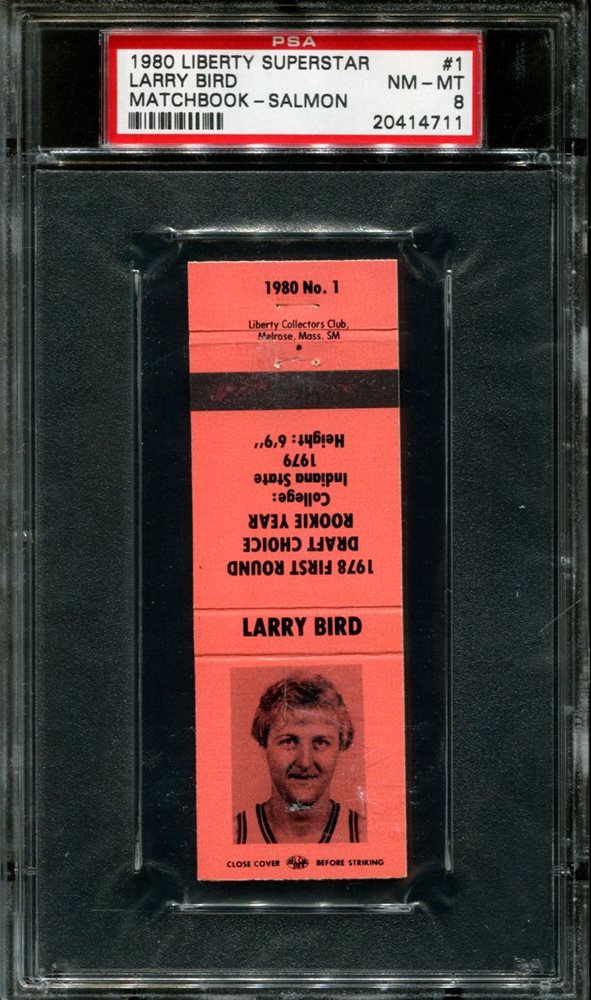 PSA
1980 LIBERTY SUPERSTAR #1
LARRY BIRD NM - MT
MATCHBOOK - SALMON 8
20414711
1980 No. 1
Liberty Collectors Club,
Melrose, Mass. SM
1978 FIRST ROUND
DRAFT CHOICE
ROOKIE YEAR
College:
Indiana State
1979
Height: 6'9"
LARRY BIRD
CLOSE COVER BEFORE STRIKING